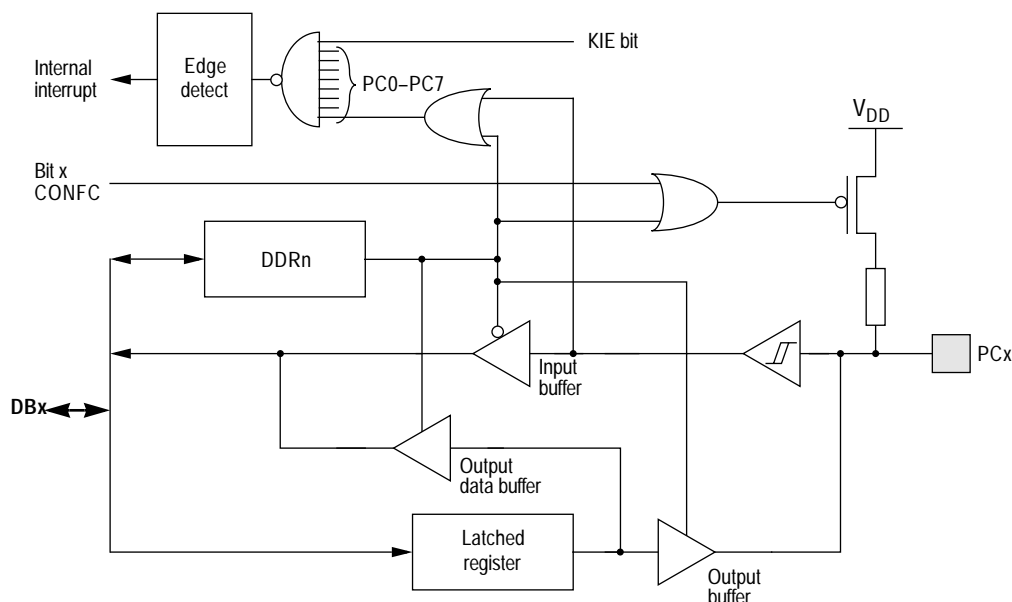 KIE bit
Internal
interrupt
Edge
detect
PC0–PC7
VDD
Bit x
CONFC
DDRn
Input
buffer
PCx
DBx
Output
data buffer
Latched
register
Output
buffer